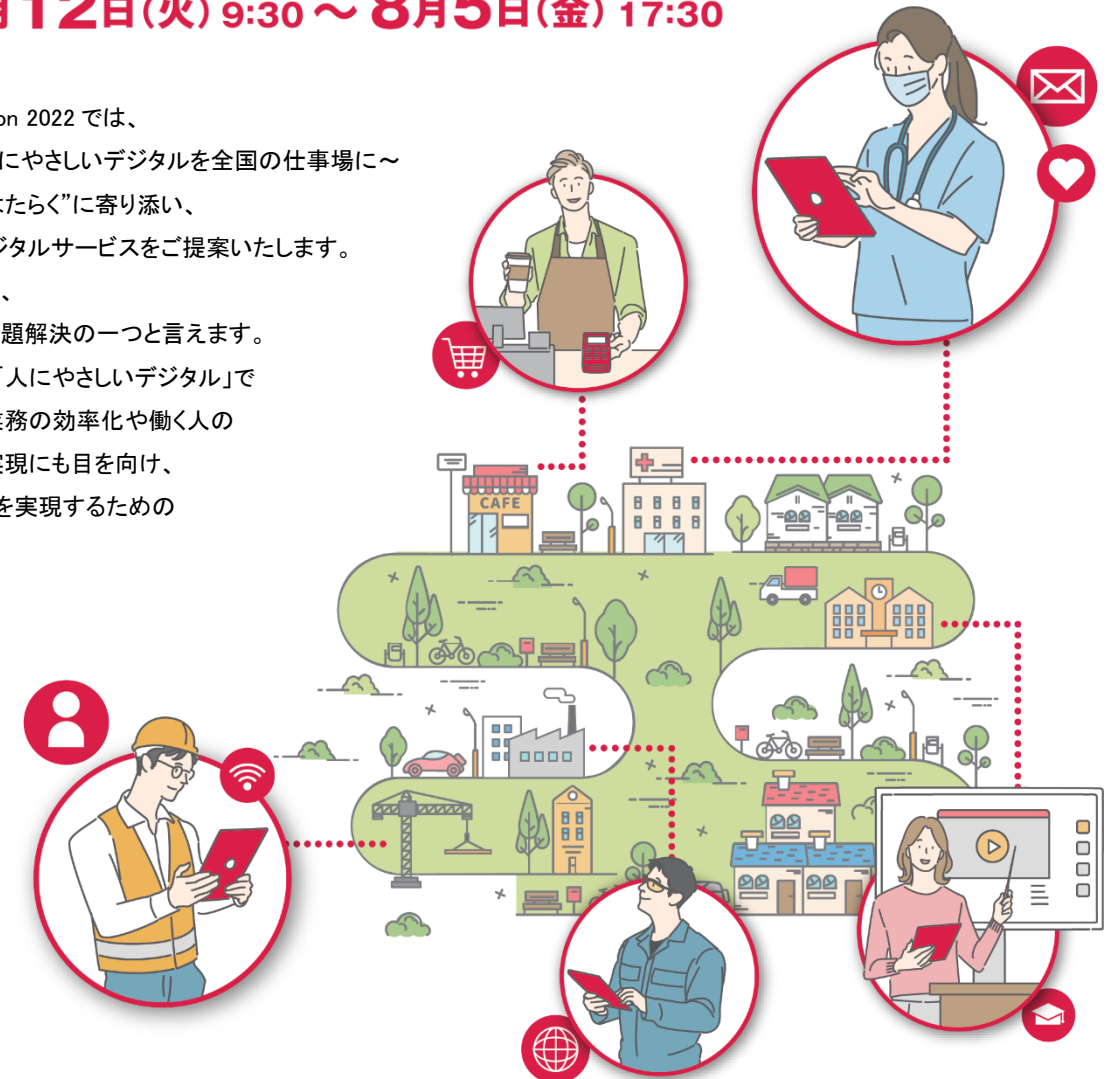 月12日(火) 9:30 ～ 8月5日(金) 17:30
on 2022 では、
にやさしいデジタルを全国の仕事場に～
はたらく”に寄り添い、
ジタルサービスをご提案いたします。
、
題解決の一つと言えます。
「人にやさしいデジタル」で
業務の効率化や働く人の
実現にも目を向け、
を実現するための
CAFE